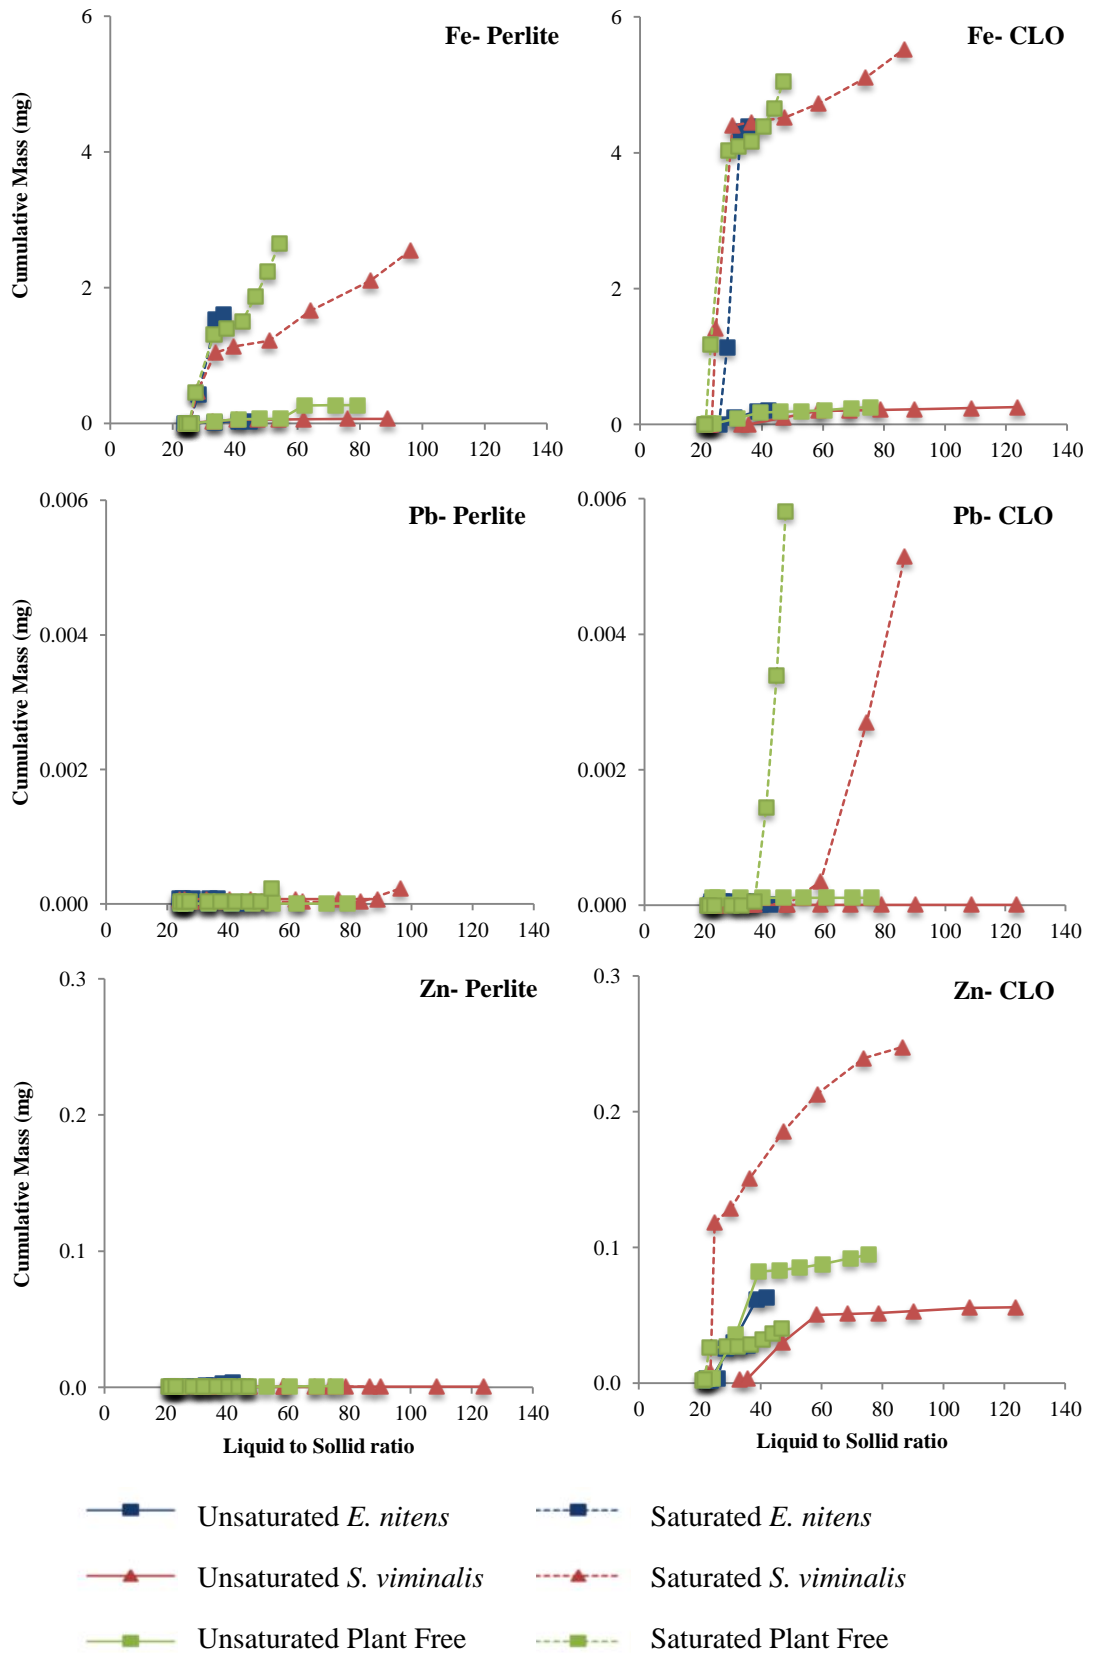 Fe- Perlite
6
4
2
0
0 20 40 60 80 100 120 140
Cumulative Mass (mg)
Fe- CLO
6
4
2
0
0 20 40 60 80 100 120 140
Pb- Perlite
0.006
0.004
0.002
0.000
0 20 40 60 80 100 120 140
Cumulative Mass (mg)
Pb- CLO
0.006
0.004
0.002
0.000
0 20 40 60 80 100 120 140
Zn- Perlite
0.3
0.2
0.1
0.0
0 20 40 60 80 100 120 140
Cumulative Mass (mg)
Liquid to Sollid ratio
Zn- CLO
0.3
0.2
0.1
0.0
0 20 40 60 80 100 120 140
Liquid to Sollid ratio
Unsaturated E. nitens
Saturated E. nitens
Unsaturated S. viminalis
Saturated S. viminalis
Unsaturated Plant Free
Saturated Plant Free